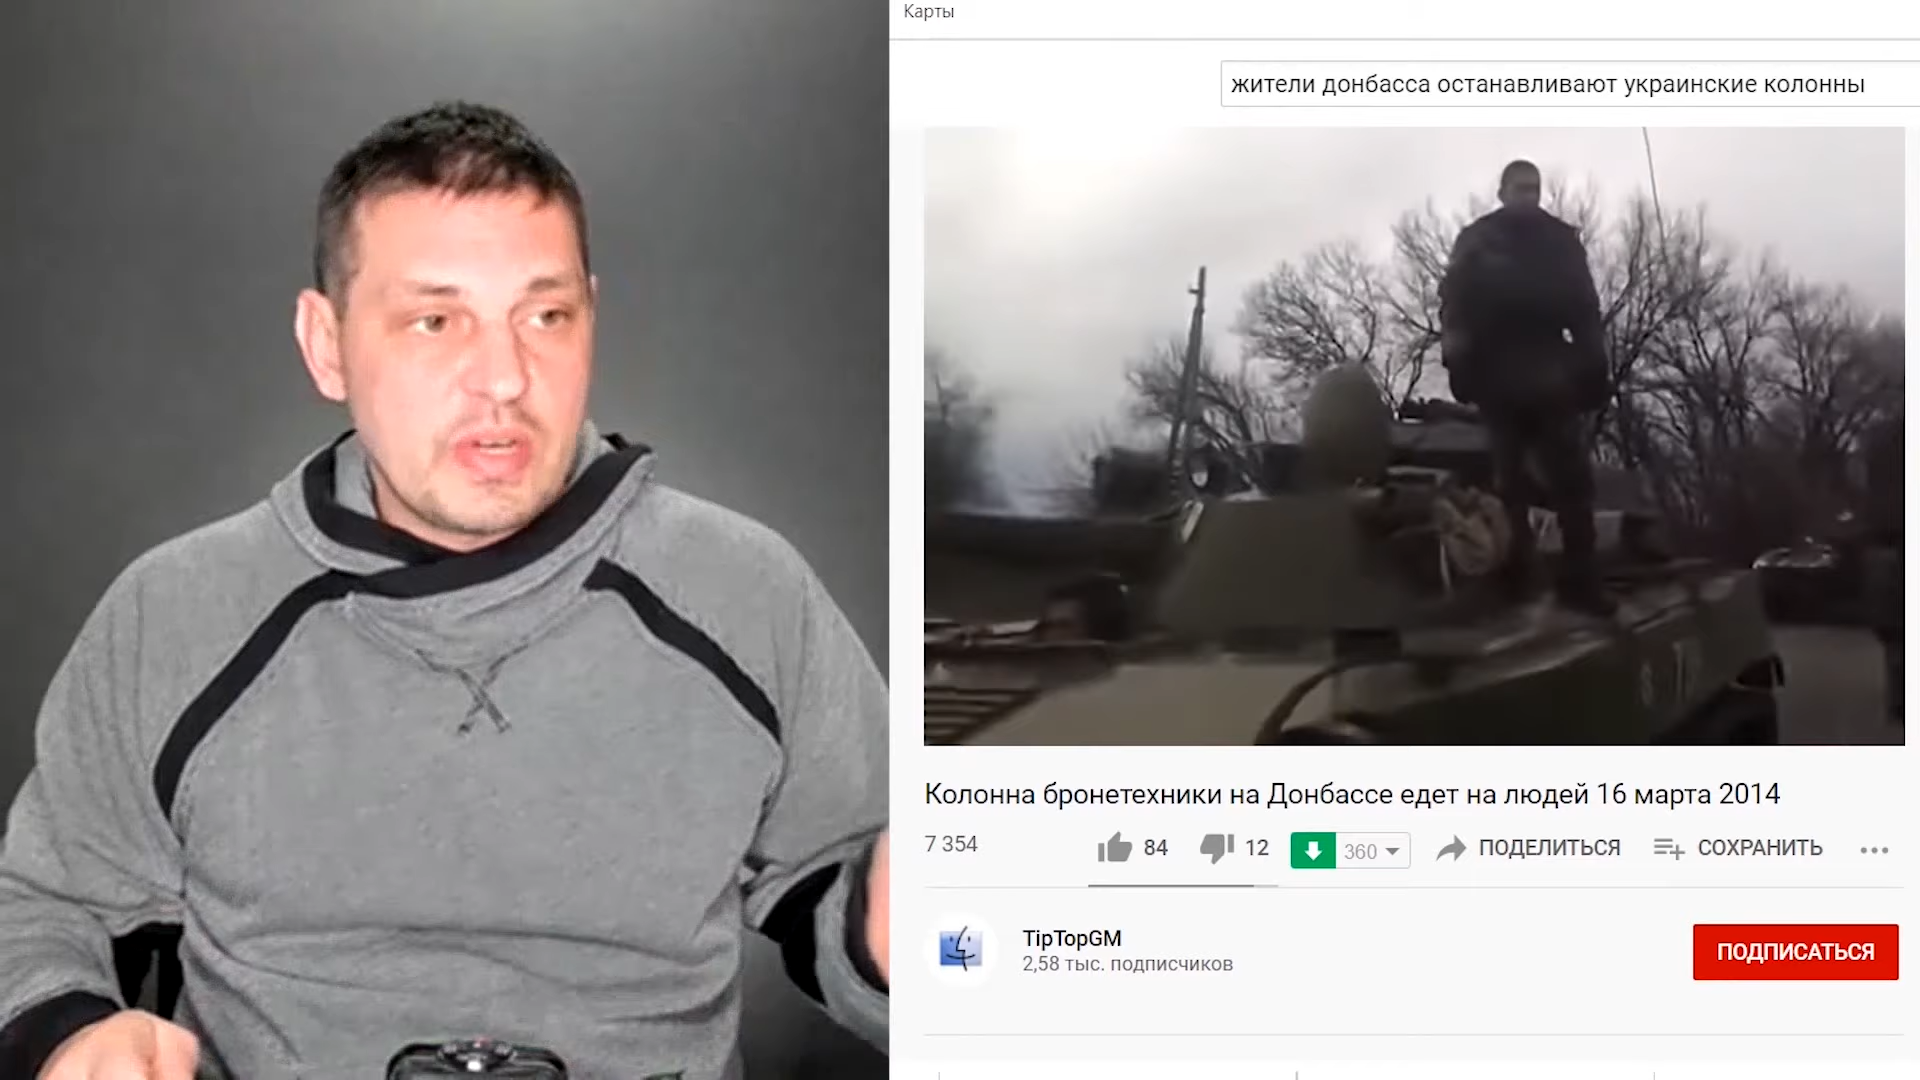 Карты
жители донбасса останавливают украинские колонны
Колонна бронетехники на Донбассе едет на людей 16 марта 2014
7 354
84
12
360
ПОДЕЛИТЬСЯ
СОХРАНИТЬ
TipTopGM
2,58 тыс. подписчиков
ПОДПИСАТЬСЯ